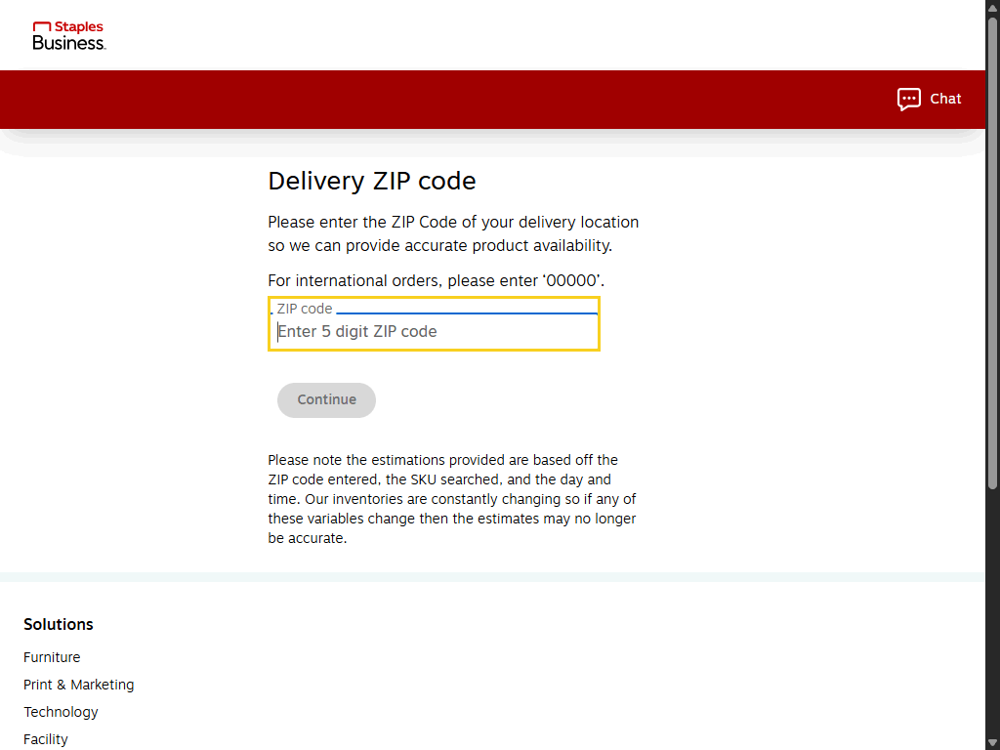 Staples
Business.
Chat
Delivery ZIP code
Please enter the ZIP Code of your delivery location
so we can provide accurate product availability.
For international orders, please enter ‘00000’.
ZIP code
Enter 5 digit ZIP code
Continue
Please note the estimations provided are based off the
ZIP code entered, the SKU searched, and the day and
time. Our inventories are constantly changing so if any of
these variables change then the estimates may no longer
be accurate.
Solutions
Furniture
Print & Marketing
Technology
Facility